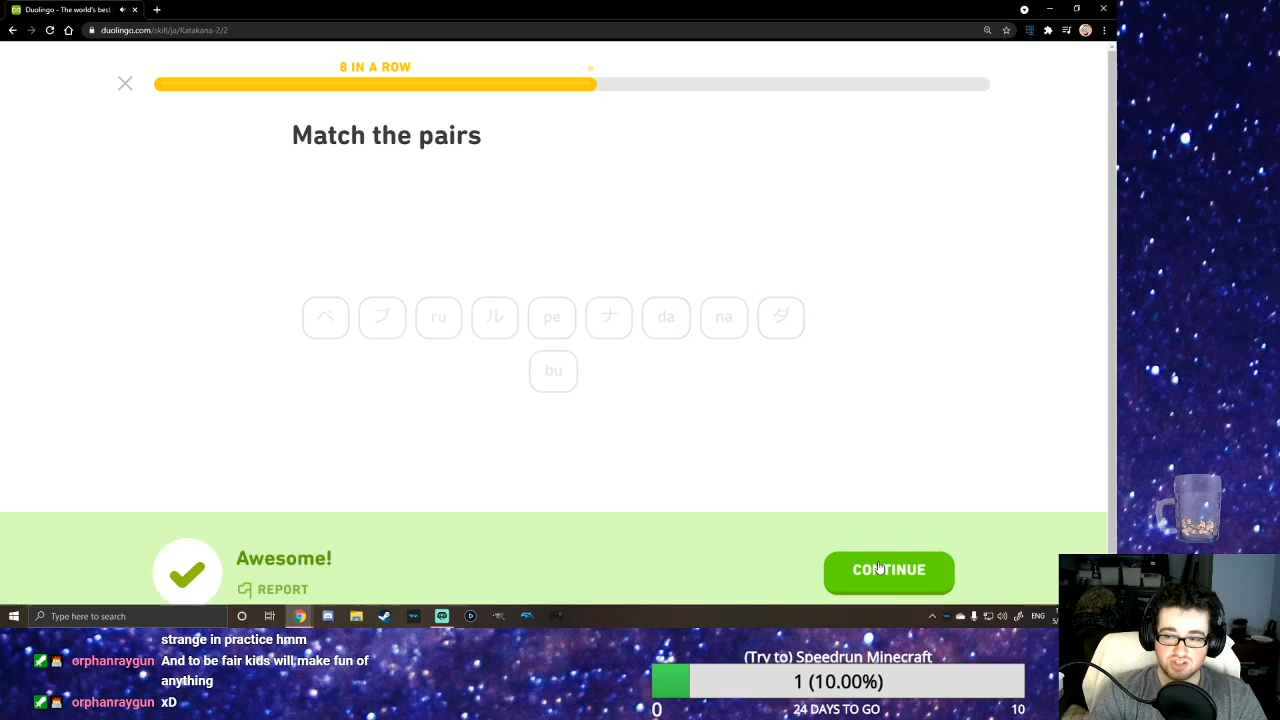 Duolingo - The world's best
duolingo.com/skill/ja/Katakana-2/2
8 IN A ROW
Match the pairs
ペ ブ ru ル pe ナ da na ダ
bu
Awesome!
REPORT
CONTINUE
Type here to search
ENG
strange in practice hmm
orphanraygun And to be fair kids will make fun of
anything
orphanraygun xD
(Try to) Speedrun Minecraft
1 (10.00%)
0 24 DAYS TO GO 10